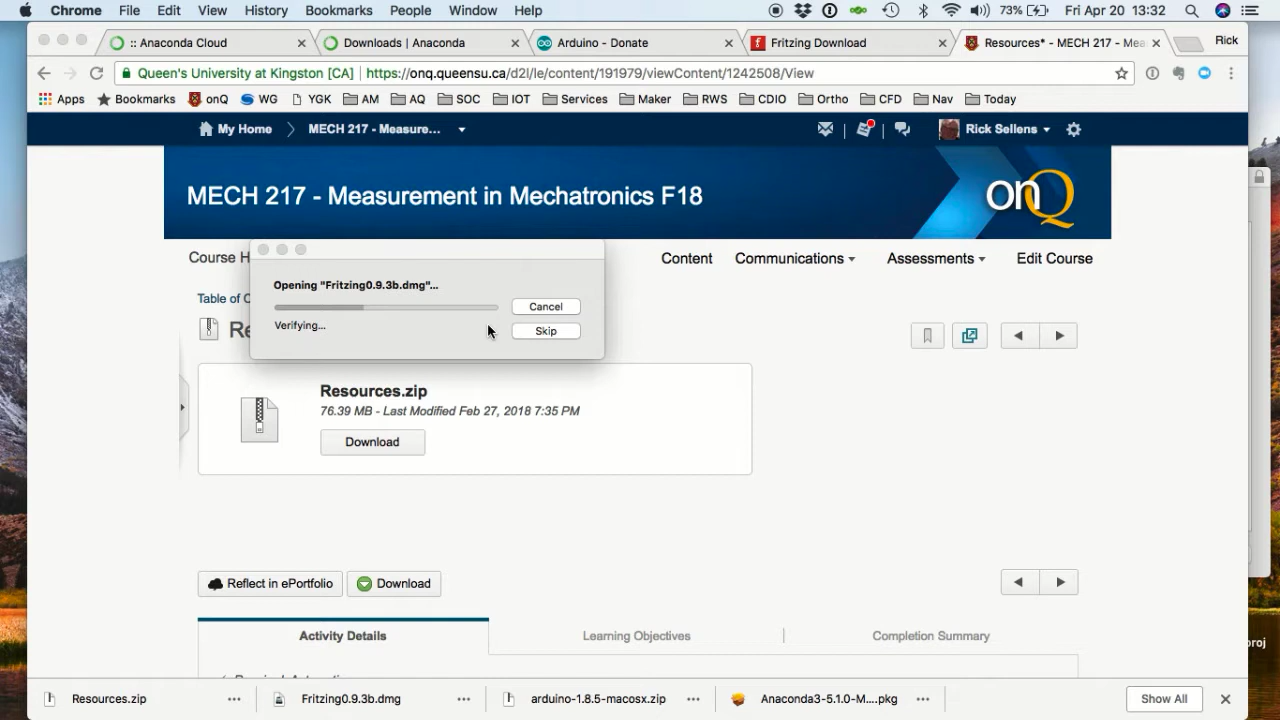 Chrome File Edit View History Bookmarks People Window Help 73% Fri Apr 20 13:32
:: Anaconda Cloud Downloads | Anaconda Arduino - Donate Fritzing Download Resources* - MECH 217 - Mea Rick
Queen's University at Kingston [CA] https://onq.queensu.ca/d2l/le/content/191979/viewContent/1242508/View
Apps Bookmarks onQ WG YGK AM AQ SOC IOT Services Maker RWS CDIO Ortho CFD Nav Today
My Home MECH 217 - Measure... Rick Sellens
MECH 217 - Measurement in Mechatronics F18 onQ
Course H Content Communications Assessments Edit Course
Opening "Fritzing0.9.3b.dmg"...
Table of C Cancel
Verifying...
Re Skip
Resources.zip
76.39 MB - Last Modified Feb 27, 2018 7:35 PM
Download
Reflect in ePortfolio Download
Activity Details Learning Objectives Completion Summary
proj
Resources.zip Fritzing0.9.3b.dmg arduino-1.8.5-macosx.zip Anaconda3-5.1.0-M....pkg Show All